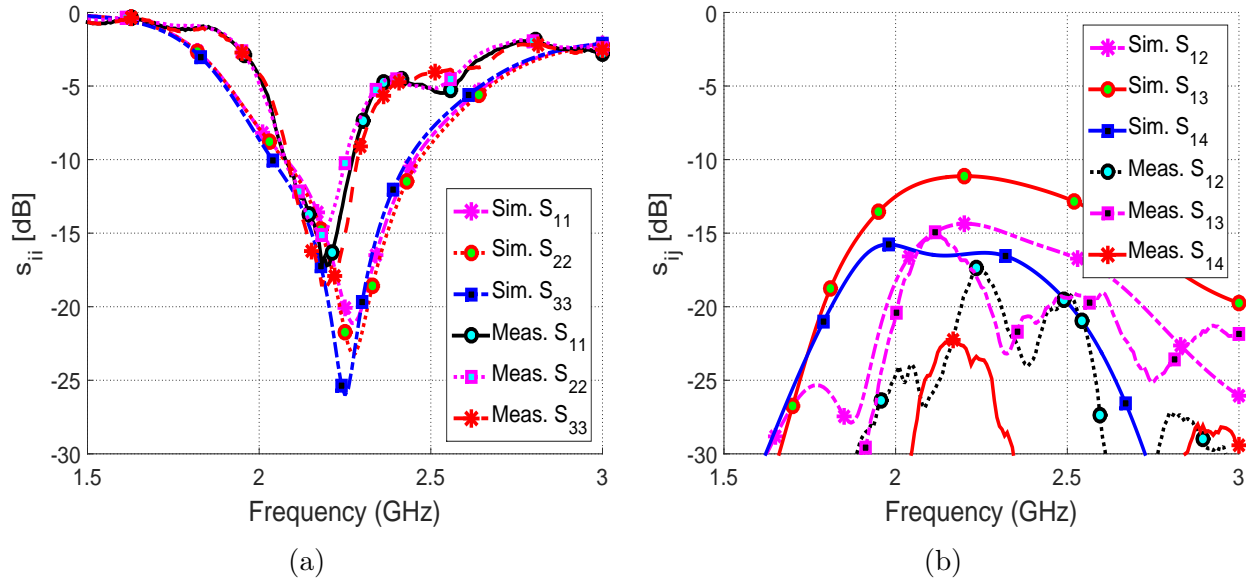 0
-5
-10
-15
-20
-25
-30
s_ii [dB]
1.5 2 2.5 3
Frequency (GHz)
Sim. S_11
Sim. S_22
Sim. S_33
Meas. S_11
Meas. S_22
Meas. S_33
(a)
0
-5
-10
-15
-20
-25
-30
s_ij [dB]
1.5 2 2.5 3
Frequency (GHz)
Sim. S_12
Sim. S_13
Sim. S_14
Meas. S_12
Meas. S_13
Meas. S_14
(b)